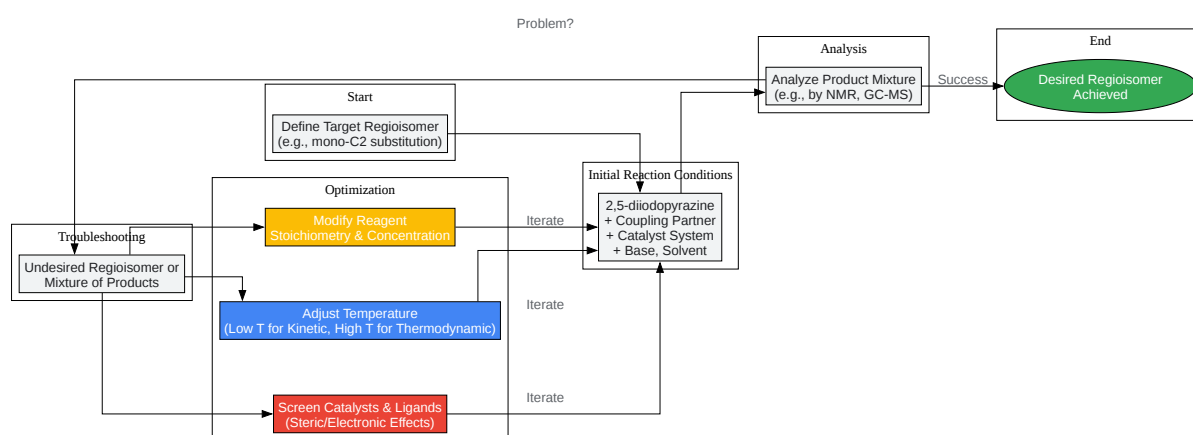 Problem?
Analysis
Analyze Product Mixture
(e.g., by NMR, GC-MS)
Success
End
Desired Regioisomer
Achieved
Start
Define Target Regioisomer
(e.g., mono-C2 substitution)
Initial Reaction Conditions
2,5-diiodopyrazine
+ Coupling Partner
+ Catalyst System
+ Base, Solvent
Optimization
Modify Reagent
Stoichiometry & Concentration
Iterate
Troubleshooting
Undesired Regioisomer or
Mixture of Products
Adjust Temperature
(Low T for Kinetic, High T for Thermodynamic)
Iterate
Screen Catalysts & Ligands
(Steric/Electronic Effects)
Iterate